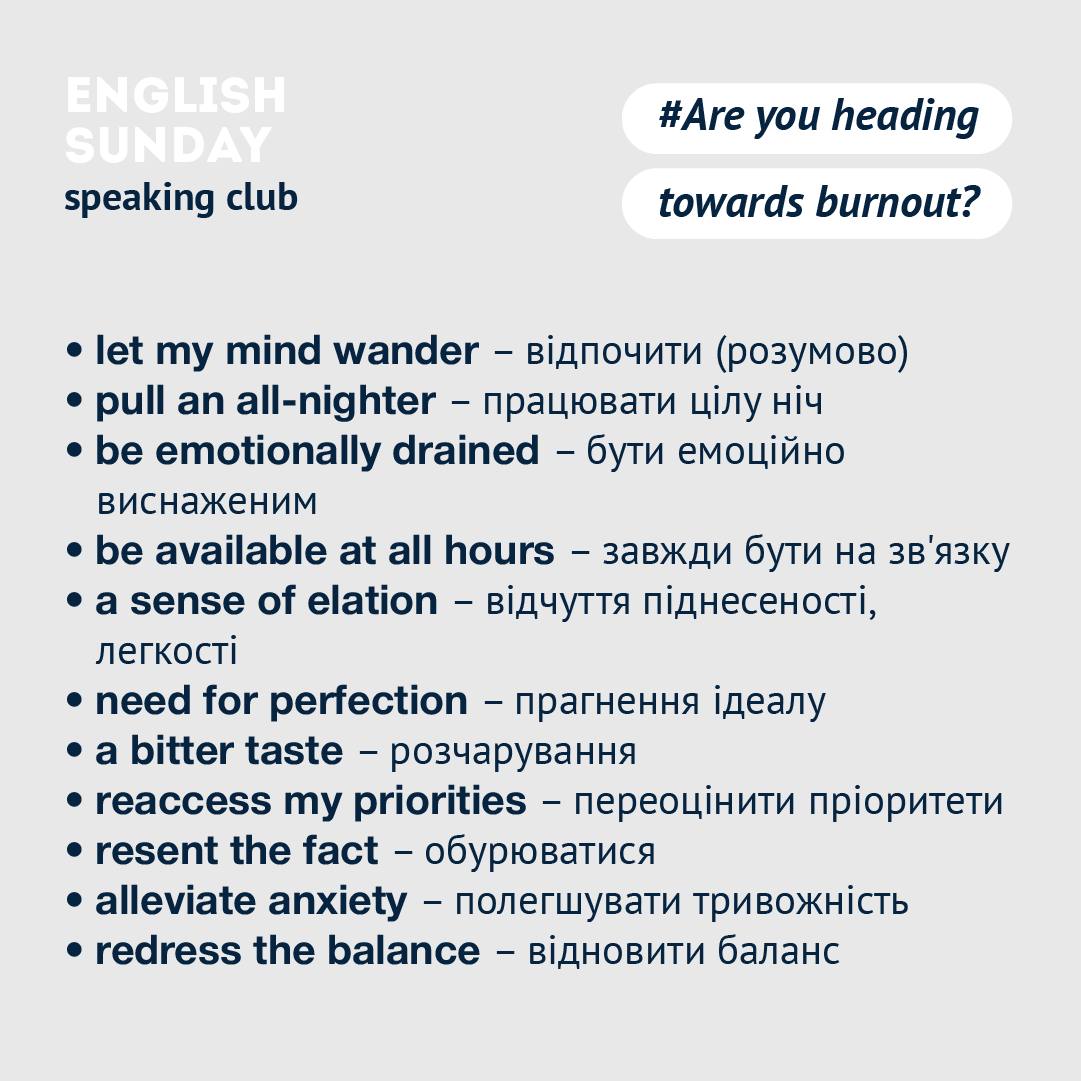 ENGLISH
SUNDAY
speaking club
#Are you heading
towards burnout?
• let my mind wander – відпочити (розумово)
• pull an all-nighter – працювати цілу ніч
• be emotionally drained – бути емоційно
виснаженим
• be available at all hours – завжди бути на зв'язку
• a sense of elation – відчуття піднесеності,
легкості
• need for perfection – прагнення ідеалу
• a bitter taste – розчарування
• reaccess my priorities – переоцінити пріоритети
• resent the fact – обурюватися
• alleviate anxiety – полегшувати тривожність
• redress the balance – відновити баланс